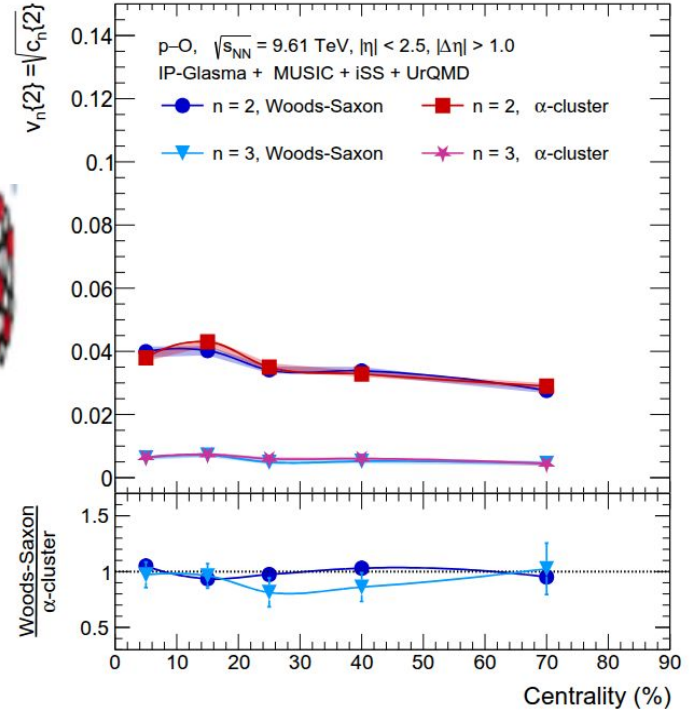 vₙ{2} =√cₙ{2}
0.14
0.12
0.1
0.08
0.06
0.04
0.02
0
p–O, √sNN = 9.61 TeV, |η| < 2.5, |Δη| > 1.0
IP-Glasma + MUSIC + iSS + UrQMD
n = 2, Woods-Saxon
n = 2, α-cluster
n = 3, Woods-Saxon
n = 3, α-cluster
Woods-Saxon
α-cluster
1.5
1
0.5
0 10 20 30 40 50 60 70 80 90
Centrality (%)